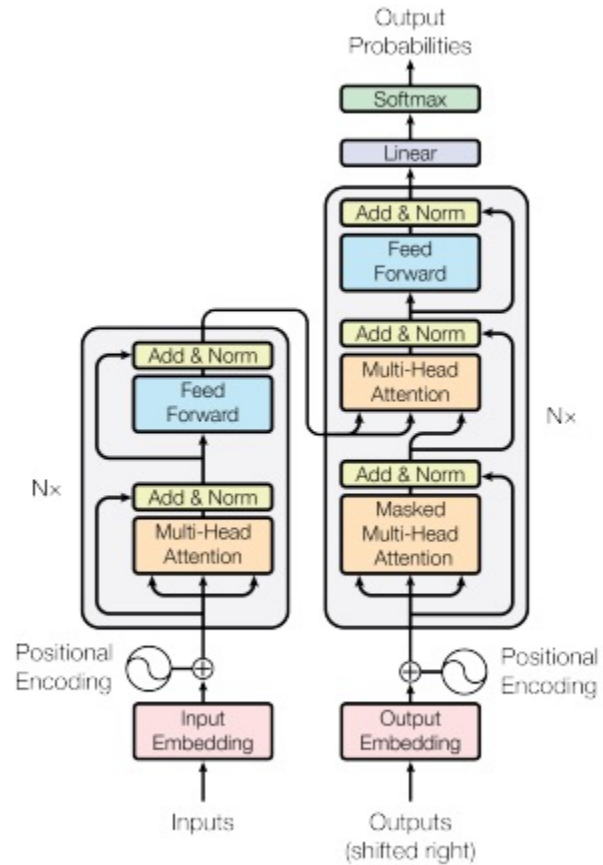 Output
Probabilities
Softmax
Linear
Add & Norm
Feed
Forward
Add & Norm
Multi-Head
Attention
Add & Norm
Masked
Multi-Head
Attention
N×
Add & Norm
Feed
Forward
Add & Norm
Multi-Head
Attention
N×
Positional
Encoding
Positional
Encoding
Input
Embedding
Output
Embedding
Inputs
Outputs
(shifted right)